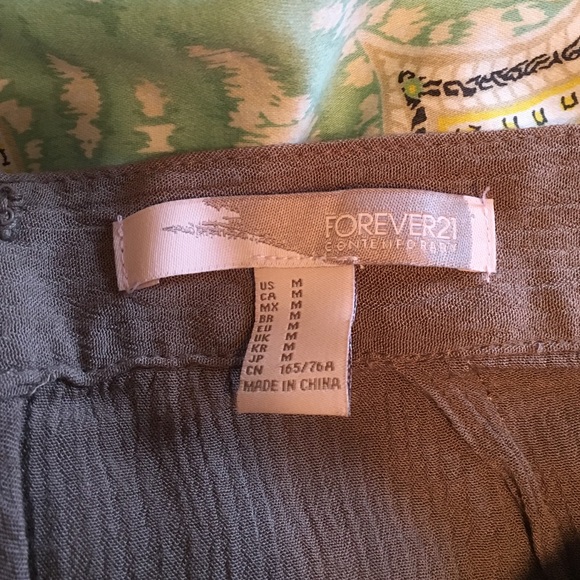 FOREVER21
CONTEMPORARY
US M
CA M
MX M
BR M
EU M
UK M
KR M
JP M
CN 165/76A
MADE IN CHINA